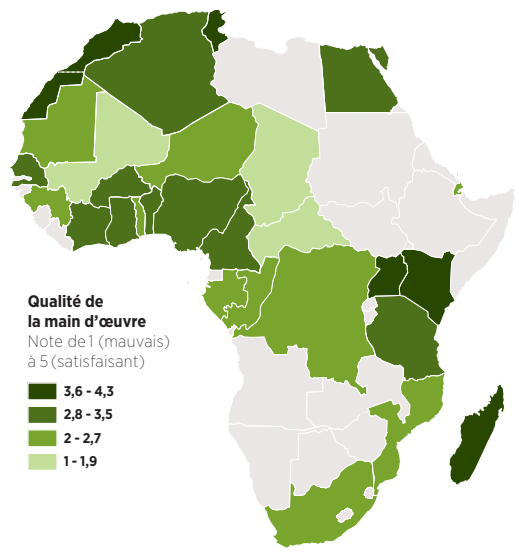 Qualité de
la main d’œuvre
Note de 1 (mauvais)
à 5 (satisfaisant)
3,6 - 4,3
2,8 - 3,5
2 - 2,7
1 - 1,9